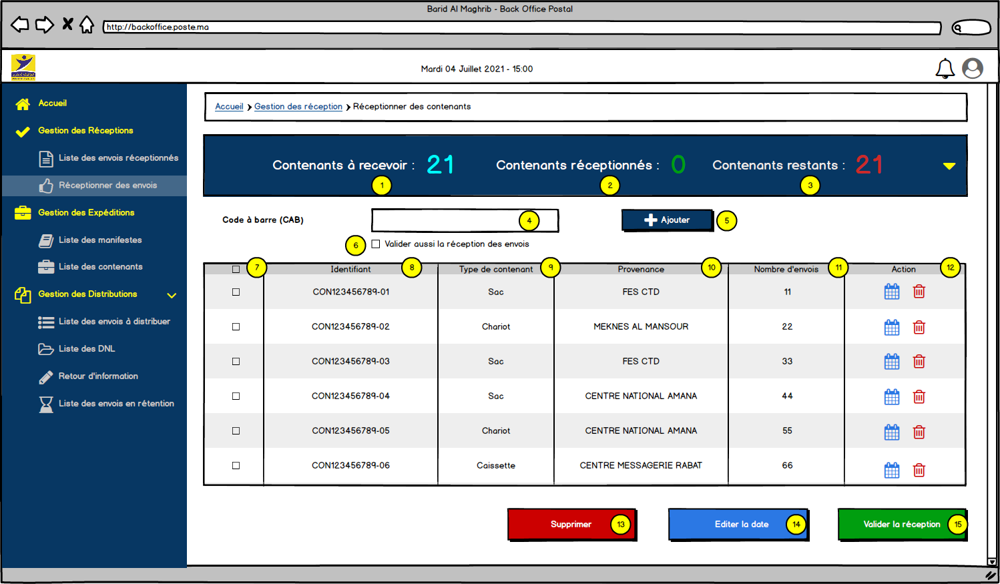 Barid Al Maghrib - Back Office Postal
http://backoffice.poste.ma
Mardi 04 Juillet 2021 - 15:00
Accueil
Gestion des Réceptions
Liste des envois réceptionnés
Réceptionner des envois
Gestion des Expéditions
Liste des manifestes
Liste des contenants
Gestion des Distributions
Liste des envois à distribuer
Liste des DNL
Retour d'information
Liste des envois en rétention
Accueil Gestion des réception Réceptionner des contenants
Contenants à recevoir : 21 Contenants réceptionnés : 0 Contenants restants : 21
1 2 3
Code à barre (CAB) 4 Ajouter 5
6 Valider aussi la réception des envois
7 Identifiant 8 Type de contenant 9 Provenance 10 Nombre d'envois 11 Action 12
CON123456789-01 Sac FES CTD 11
CON123456789-02 Chariot MEKNES AL MANSOUR 22
CON123456789-03 Sac FES CTD 33
CON123456789-04 Sac CENTRE NATIONAL AMANA 44
CON123456789-05 Chariot CENTRE NATIONAL AMANA 55
CON123456789-06 Caissette CENTRE MESSAGERIE RABAT 66
Supprimer 13 Editer la date 14 Valider la réception 15